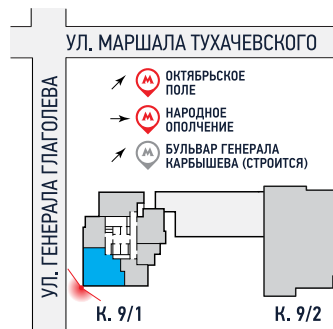 УЛ. МАРШАЛА ТУХАЧЕВСКОГО
УЛ. ГЕНЕРАЛА ГЛАГОЛЕВА
М ОКТЯБРЬСКОЕ
ПОЛЕ
М НАРОДНОЕ
ОПОЛЧЕНИЕ
М БУЛЬВАР ГЕНЕРАЛА
КАРБЫШЕВА (СТРОИТСЯ)
К. 9/1
К. 9/2